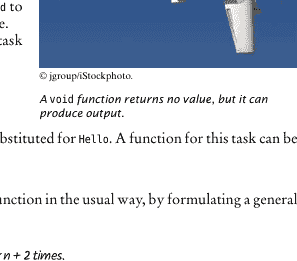 d to
e.
task
© jgroup/iStockphoto.
A void function returns no value, but it can
produce output.
bstituted for Hello. A function for this task can be
unction in the usual way, by formulating a general
r n + 2 times.